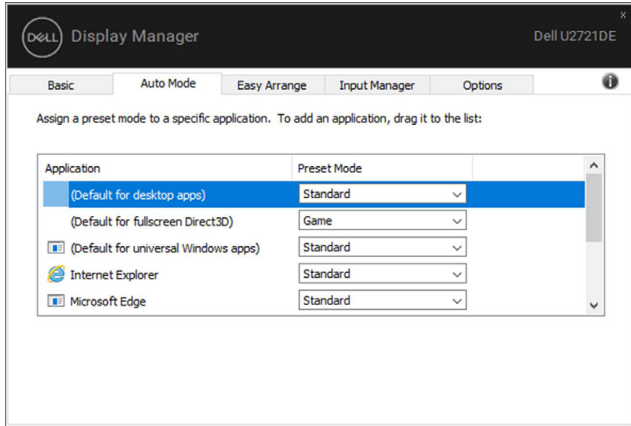 x
DELL Display Manager Dell U2721DE
Basic Auto Mode Easy Arrange Input Manager Options i
Assign a preset mode to a specific application. To add an application, drag it to the list:
Application Preset Mode
(Default for desktop apps) Standard
(Default for fullscreen Direct3D) Game
(Default for universal Windows apps) Standard
Internet Explorer Standard
Microsoft Edge Standard